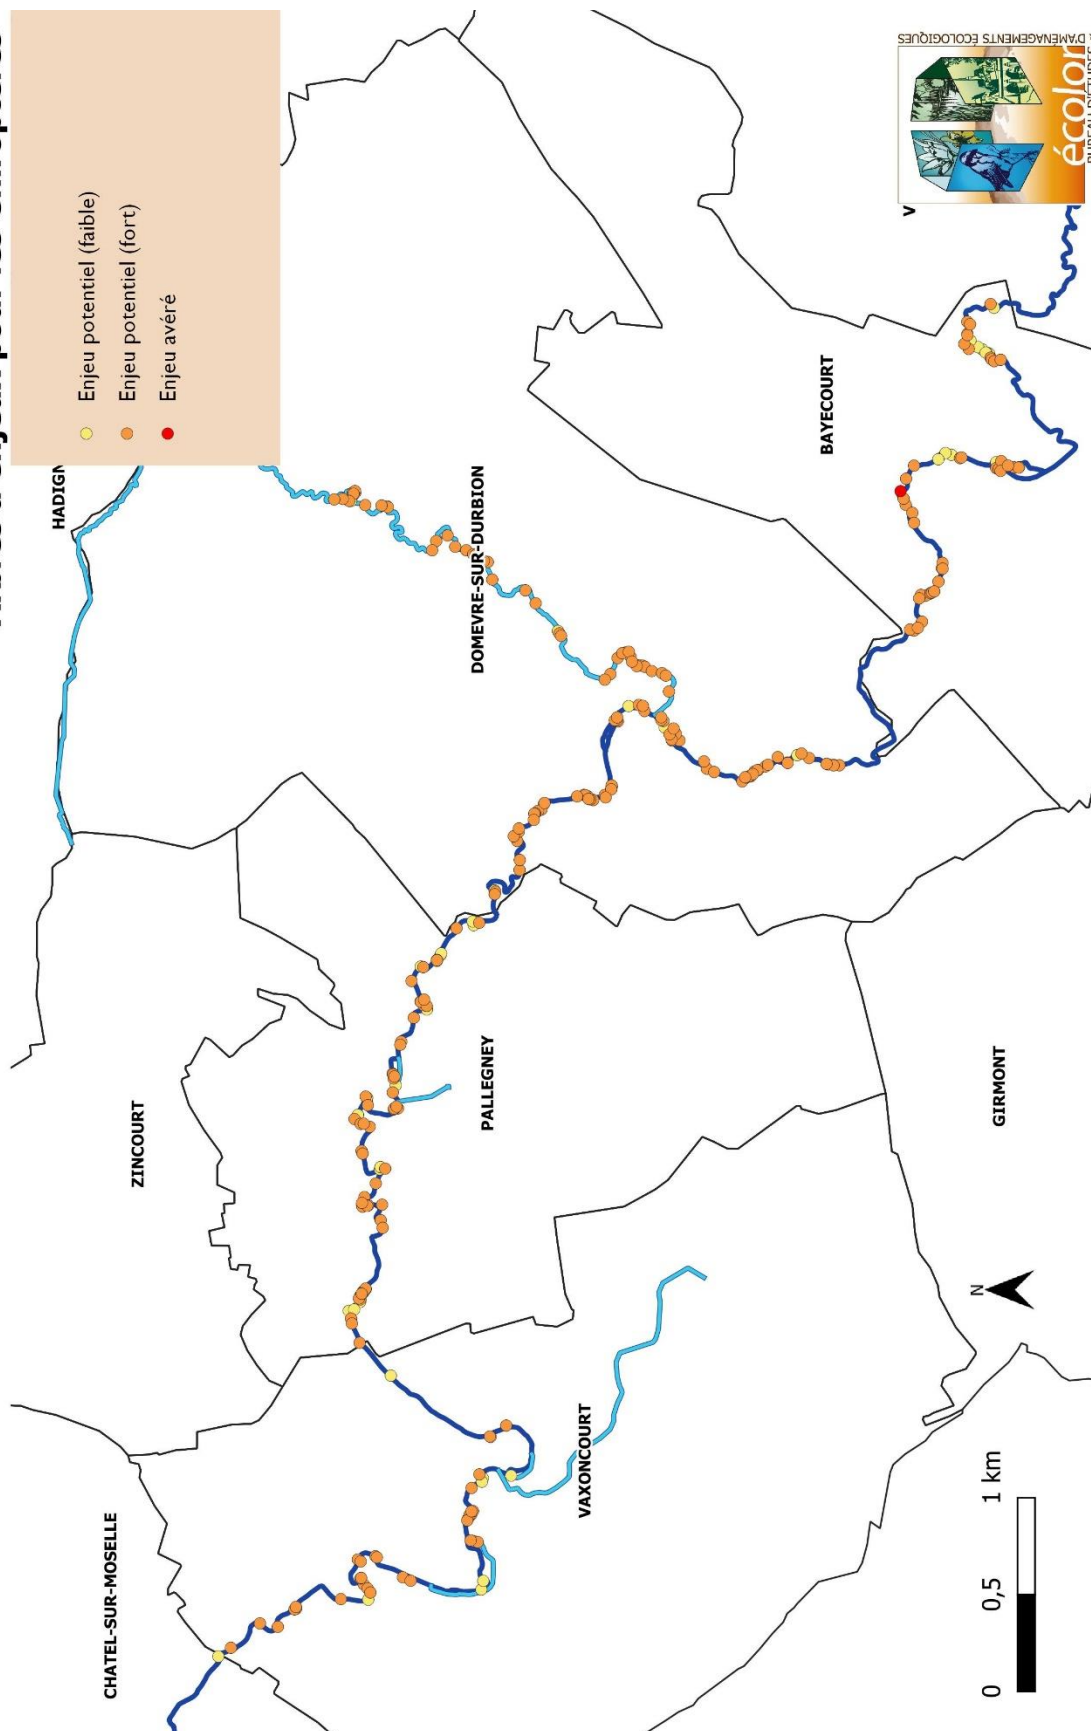 Enjeu potentiel (faible)
Enjeu potentiel (fort)
Enjeu avéré
HADIGN
DOMEVRE-SUR-DURBION
BAYECOURT
V
ZINCOURT
PALLEGNEY
GIRMONT
CHATEL-SUR-MOSELLE
VAXONCOURT
N
0 0,5 1 km
écolor
D'AMÉNAGEMENTS ÉCOLOGIQUES